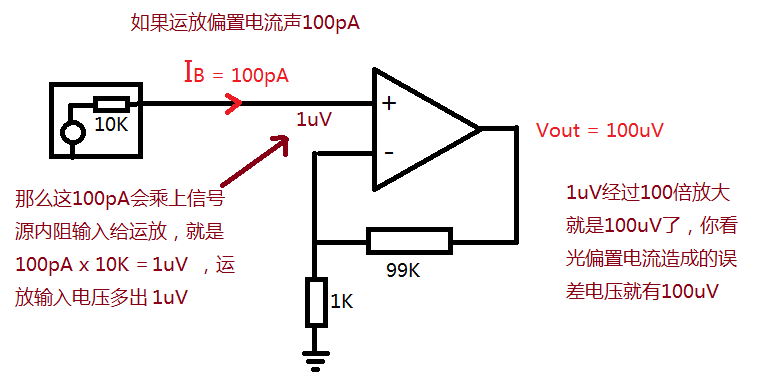 如果运放偏置电流声100pA
IB = 100pA
10K
1uV
+
-
Vout = 100uV
那么这100pA会乘上信号
源内阻输入给运放，就是
100pA x 10K = 1uV ，运
放输入电压多出 1uV
99K
1K
1uV经过100倍放大
就是100uV了，你看
光偏置电流造成的误
差电压就有100uV